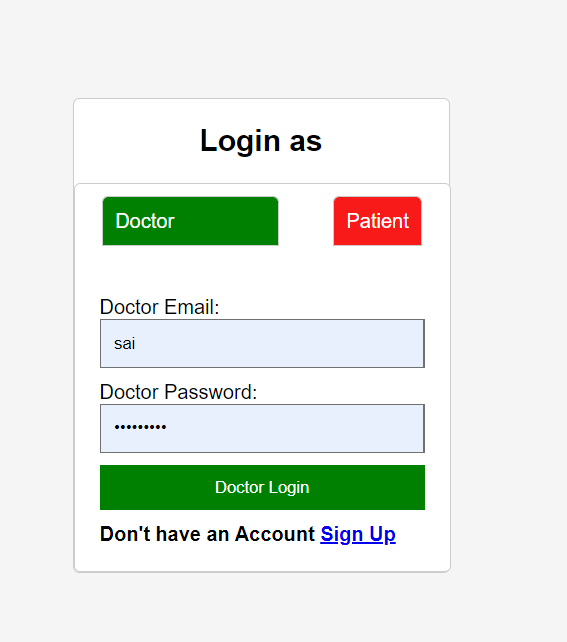 Login as
Doctor Patient
Doctor Email:
sai
Doctor Password:
•••••••••
Doctor Login
Don't have an Account Sign Up